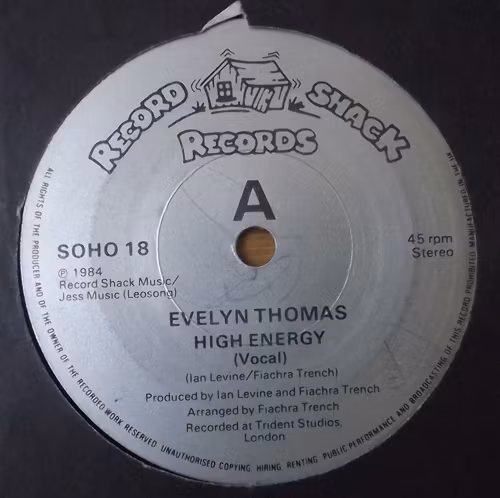 RECORD SHACK
RECORDS
A
SOHO 18
45 rpm
Stereo
℗ 1984
Record Shack Music/
Jess Music (Leosong)
EVELYN THOMAS
HIGH ENERGY
(Vocal)
(Ian Levine/Fiachra Trench)
Produced by Ian Levine and Fiachra Trench
Arranged by Fiachra Trench
Recorded at Trident Studios,
London
ALL RIGHTS OF THE PRODUCER AND OF THE OWNER OF THE RECORDED WORK RESERVED UNAUTHORISED COPYING HIRING RENTING PUBLIC PERFORMANCE AND BROADCASTING OF THIS RECORD PROHIBITED MANUFACTURED